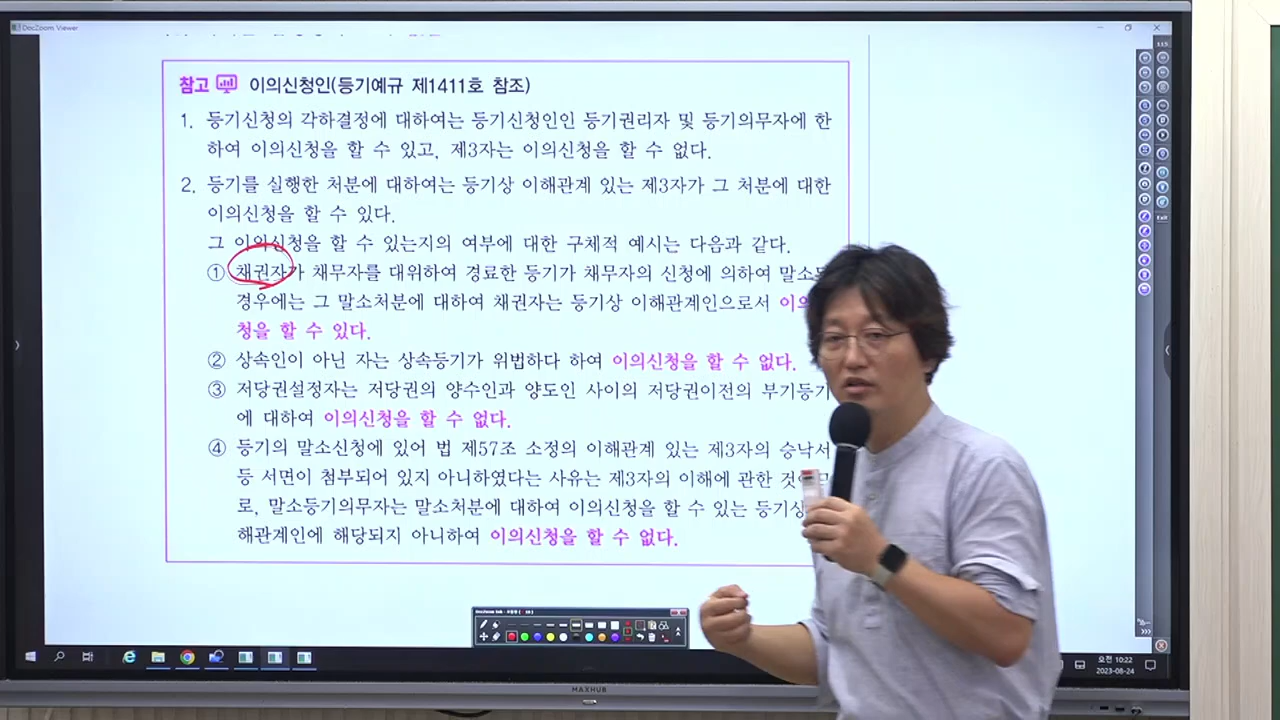 DocZoom Viewer
참고 이의신청인(등기예규 제1411호 참조)
1. 등기신청의 각하결정에 대하여는 등기신청인인 등기권리자 및 등기의무자에 한
하여 이의신청을 할 수 있고, 제3자는 이의신청을 할 수 없다.
2. 등기를 실행한 처분에 대하여는 등기상 이해관계 있는 제3자가 그 처분에 대한
이의신청을 할 수 있다.
그 이의신청을 할 수 있는지의 여부에 대한 구체적 예시는 다음과 같다.
① 채권자가 채무자를 대위하여 경료한 등기가 채무자의 신청에 의하여 말소
경우에는 그 말소처분에 대하여 채권자는 등기상 이해관계인으로서 이의
청을 할 수 있다.
② 상속인이 아닌 자는 상속등기가 위법하다 하여 이의신청을 할 수 없다.
③ 저당권설정자는 저당권의 양수인과 양도인 사이의 저당권이전의 부기등기
에 대하여 이의신청을 할 수 없다.
④ 등기의 말소신청에 있어 법 제57조 소정의 이해관계 있는 제3자의 승낙서
등 서면이 첨부되어 있지 아니하였다는 사유는 제3자의 이해에 관한 것
로, 말소등기의무자는 말소처분에 대하여 이의신청을 할 수 있는 등기상
해관계인에 해당되지 아니하여 이의신청을 할 수 없다.
오전 10:22
2023-08-24
MAXHUB